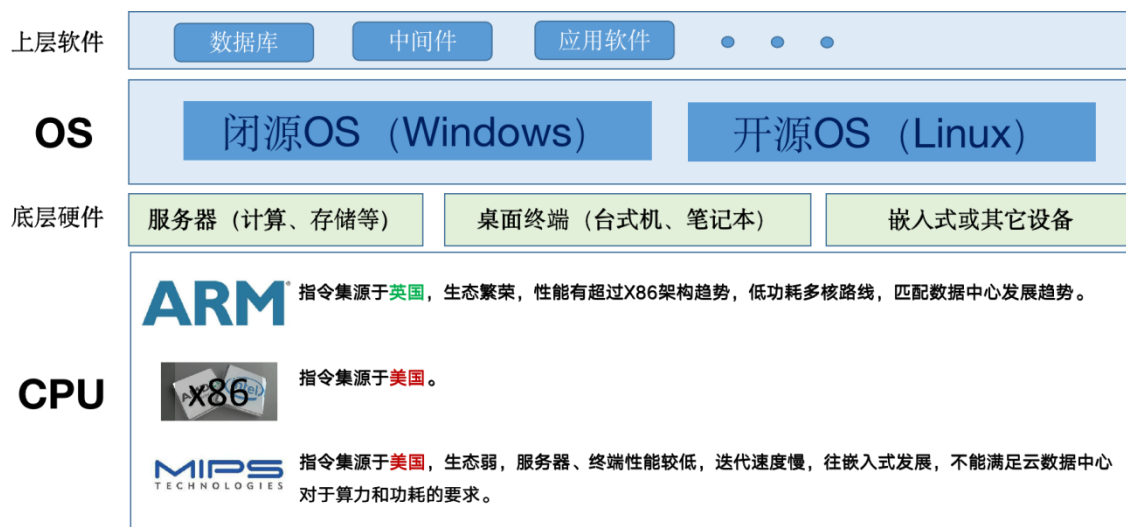 上层软件
数据库
中间件
应用软件
OS
闭源OS（Windows）
开源OS（Linux）
底层硬件
服务器（计算、存储等）
桌面终端（台式机、笔记本）
嵌入式或其它设备
CPU
ARM
指令集源于英国，生态繁荣，性能有超过X86架构趋势，低功耗多核路线，匹配数据中心发展趋势。
x86
指令集源于美国。
MIPS
TECHNOLOGIES
指令集源于美国，生态弱，服务器、终端性能较低，迭代速度慢，往嵌入式发展，不能满足云数据中心
对于算力和功耗的要求。